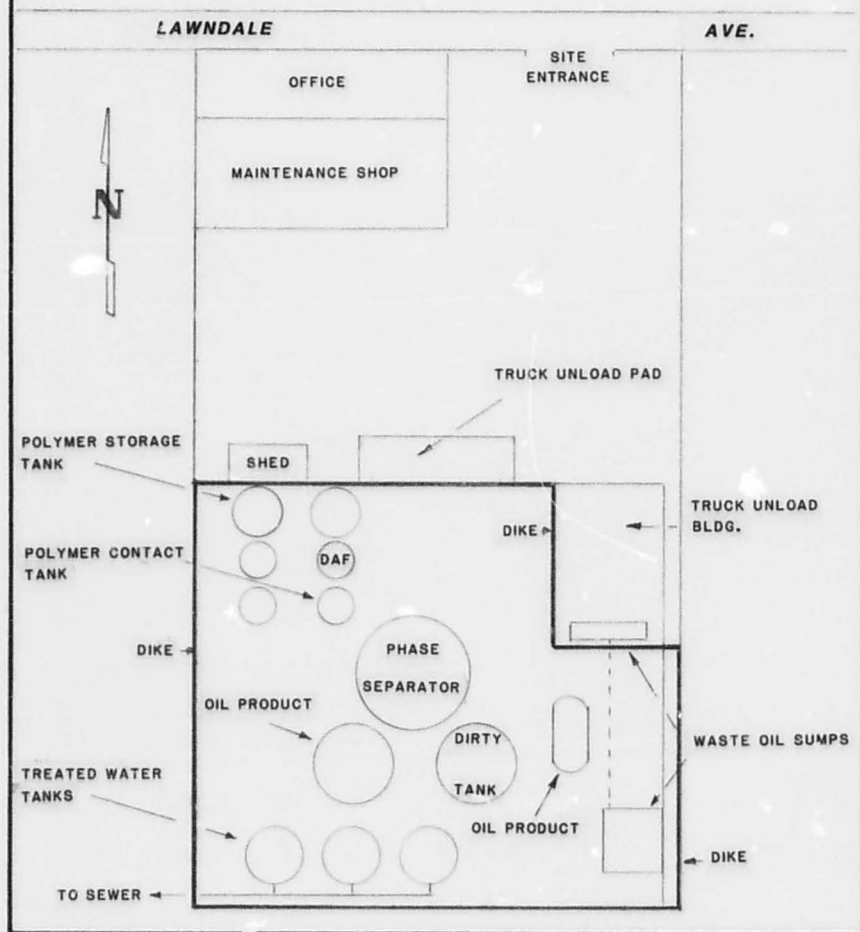 LAWNDALE AVE.
SITE
ENTRANCE
OFFICE
MAINTENANCE SHOP
N
TRUCK UNLOAD PAD
POLYMER STORAGE
TANK
SHED
TRUCK UNLOAD
BLDG.
DIKE
POLYMER CONTACT
TANK
DAF
DIKE
PHASE
SEPARATOR
OIL PRODUCT
DIRTY
TANK
WASTE OIL SUMPS
TREATED WATER
TANKS
OIL PRODUCT
DIKE
TO SEWER